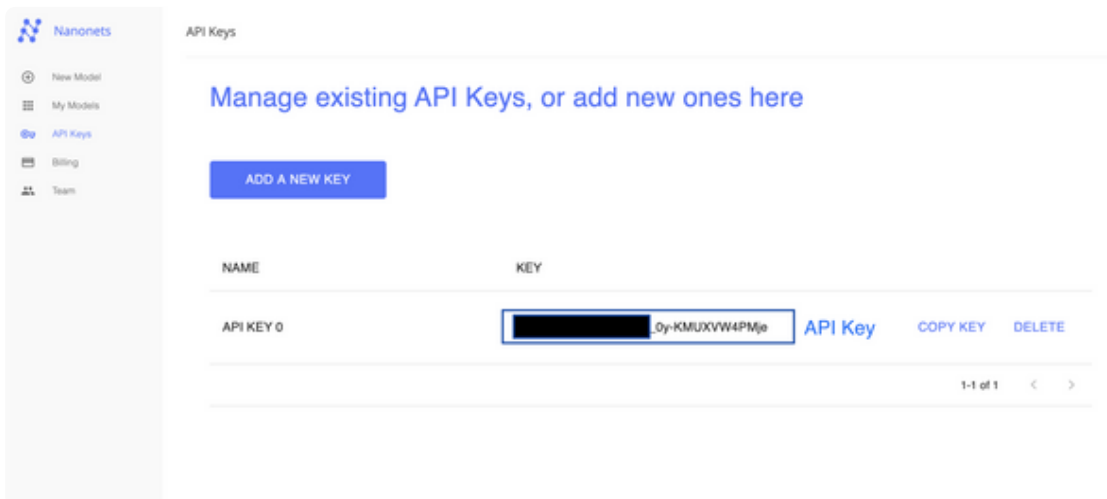 Nanonets
API Keys
New Model
My Models
API Keys
Billing
Team
Manage existing API Keys, or add new ones here
ADD A NEW KEY
NAME KEY
API KEY 0 _0y-KMUXVW4PMje API Key COPY KEY DELETE
1-1 of 1